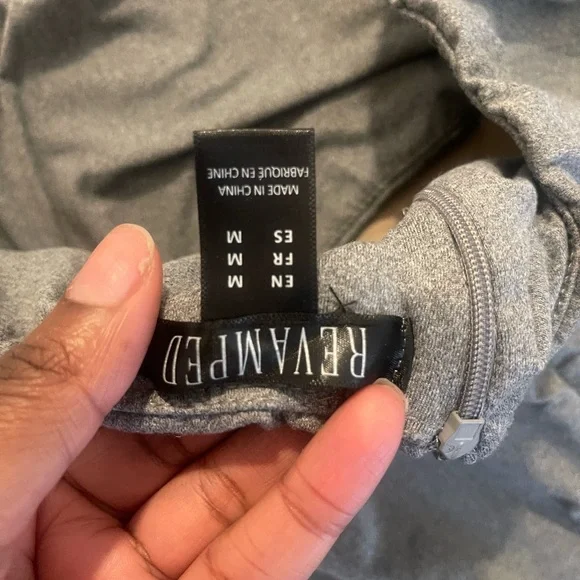 REVAMPED
EN M
FR M
ES M
MADE IN CHINA
FABRIQUÉ EN CHINE